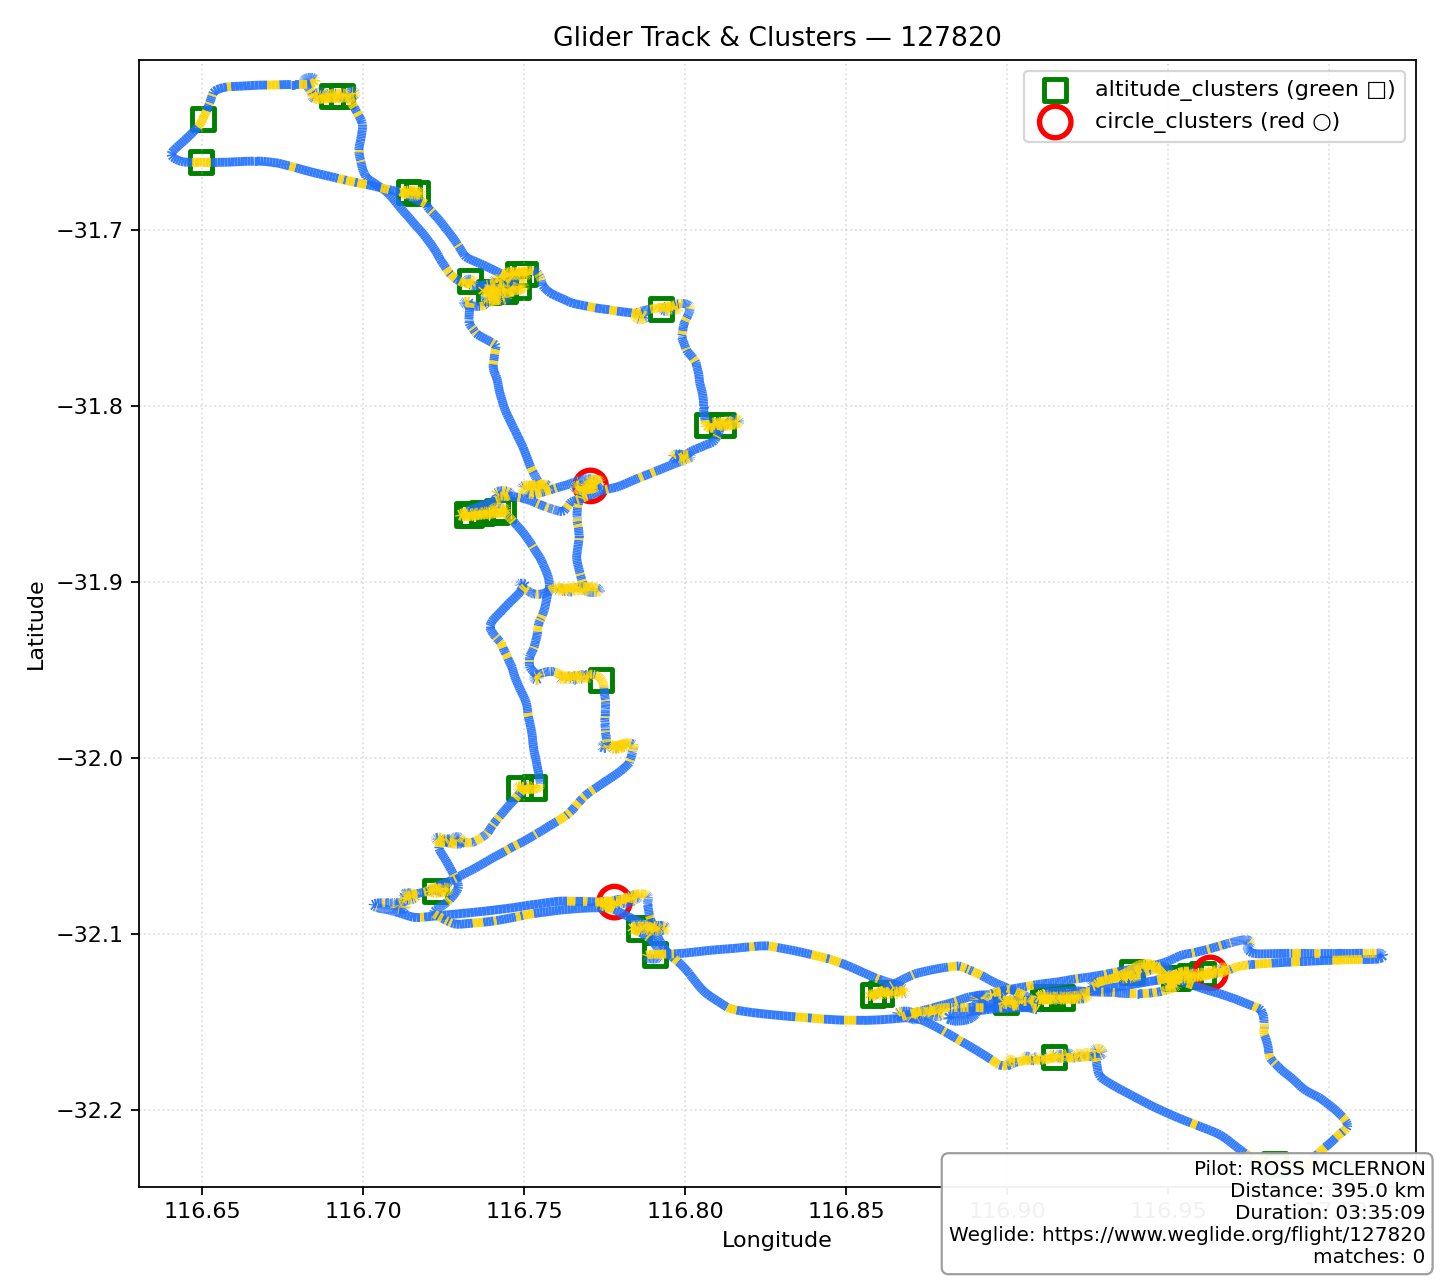 Glider Track & Clusters — 127820
altitude_clusters (green □)
circle_clusters (red ○)
Latitude
−31.7
−31.8
−31.9
−32.0
−32.1
−32.2
116.65
116.70
116.75
116.80
116.85
116.90
116.95
Longitude
Pilot: ROSS MCLERNON
Distance: 395.0 km
Duration: 03:35:09
Weglide: https://www.weglide.org/flight/127820
matches: 0